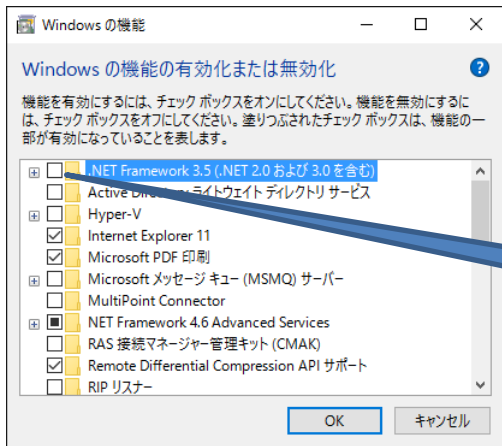 Windows の機能
Windows の機能の有効化または無効化
機能を有効にするには、チェック ボックスをオンにしてください。機能を無効にするに
は、チェック ボックスをオフにしてください。塗りつぶされたチェック ボックスは、機能の一
部が有効になっていることを表します。
.NET Framework 3.5 (.NET 2.0 および 3.0 を含む)
Active Directory ライトウェイト ディレクトリ サービス
Hyper-V
Internet Explorer 11
Microsoft PDF 印刷
Microsoft メッセージ キュー (MSMQ) サーバー
MultiPoint Connector
NET Framework 4.6 Advanced Services
RAS 接続マネージャー管理キット (CMAK)
Remote Differential Compression API サポート
RIP リスナー
OK
キャンセル